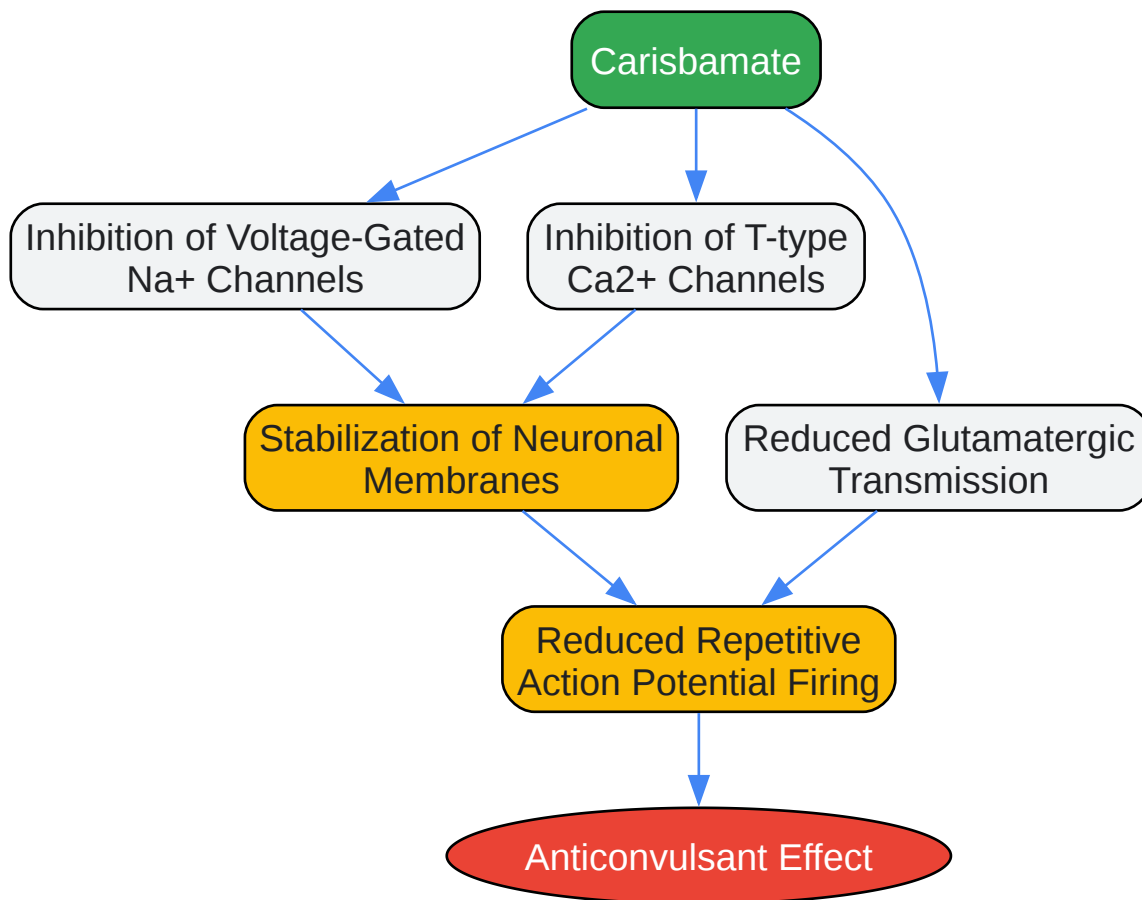 Carisbamate
Inhibition of Voltage-Gated
Na+ Channels
Inhibition of T-type
Ca2+ Channels
Stabilization of Neuronal
Membranes
Reduced Glutamatergic
Transmission
Reduced Repetitive
Action Potential Firing
Anticonvulsant Effect